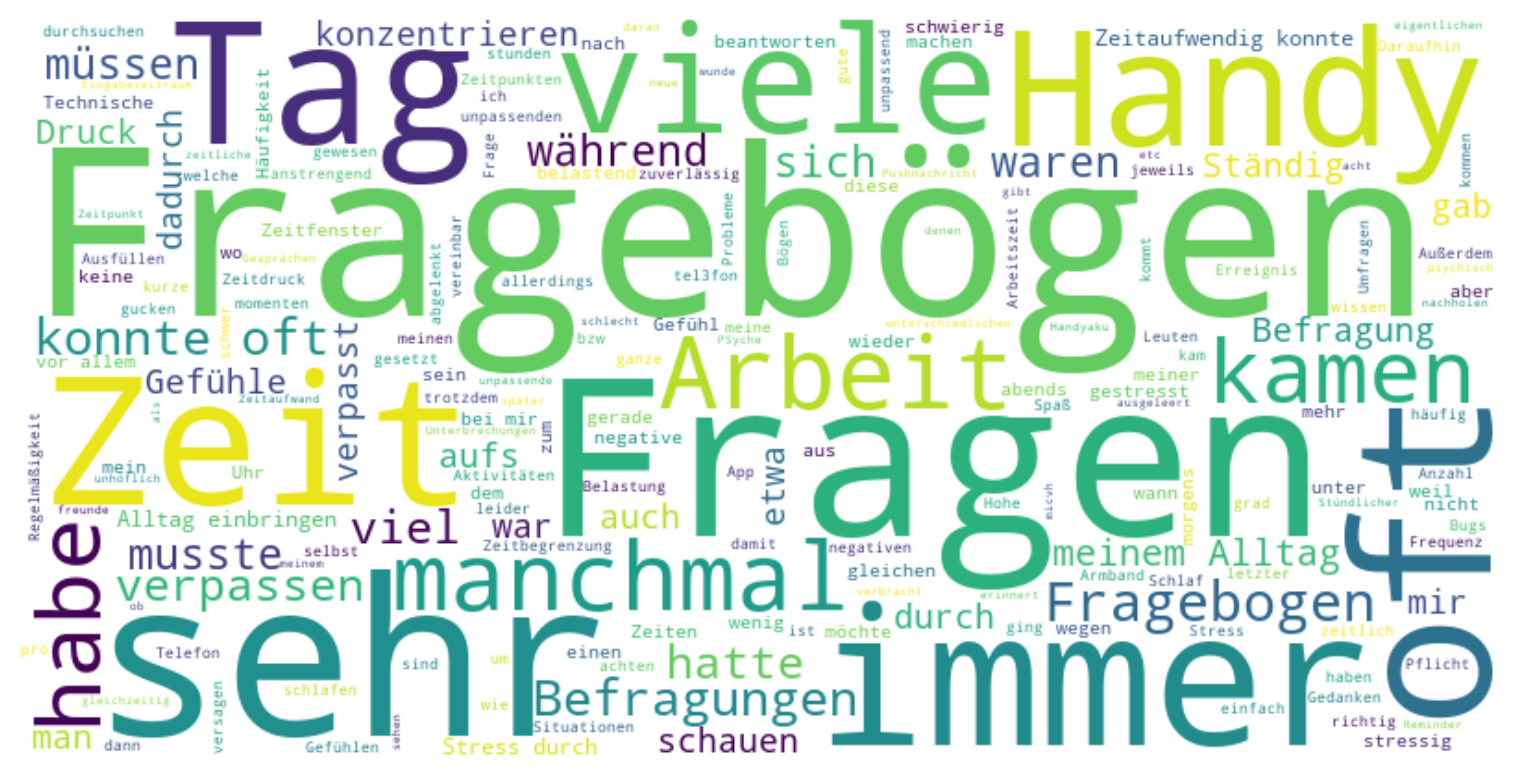 durchsuchen
müssen
Eingabezeitraum
Technische
Druck
Tag
konzentrieren
nach
stunden
Zeitpunkten
ich
unpassenden
viele
beantworten
daran
wunde
neue
gute
schwierig
machen
unpassend
Handy
Zeitaufwendig konnte
eigentlichen
Daraufhin
dadurch
zeitliche
welche
Häufigkeit
gewesen
anstrengend
Frage
während
belastend
zuverlässig
sich
diese
Pushnachricht
waren
etc
jeweils
gibt
Ständig
acht
kommen
gab
Fragebögen
Zeitpunkt
Zeitfenster
Ausfüllen
keine
kurze
wo
Gesprächen
Zeitdruck
gucken
momenten
abgelenkt
vereinbar
allerdings
tel3fon
Probleme
Bögen
denen
Arbeitszeit
kommt
Erreignis
Umfragen
wissen
Außerdem
psychisch
aber
nachholen
konnte oft
vor allem
schwer
verpasst
meinen
gesetzt
schlecht
bzw
Gefühl
meine
PSyche
ganze
wieder
unterschiedlichen
Handyaku
Leuten
kam
Befragung
kamen
Gefühle
Zeitaufwand
als
sein
trotzdem
unpassende
später
bei mir
Unterbrechungen
Arbeit
abends
Spaß
meiner
gestresst
ausgeleert
mehr
häufig
oft
Zeit
Regelmäßigkeit
mein
unhöflich
Uhr
aufs
Aktivitäten
dem
leider
zum
gerade
negative
Belastung
App
etwa
aus
Fragen
Hohe
micvh
wann
grad
morgens
unter
Stündlicher
Anzahl
weil
nicht
Bugs
Frequenz
freunde
Alltag einbringen
viel
war
auch
habe
musste
selbst
meinem
Zeitbegrenzung
damit
negativen
gleichen
verbracht
erinnert
meinem Alltag
Armband
Schlaf
letzter
verpassen
ob
manchmal
durch
Fragebogen
mir
pro
Telefon
sehr
sind
um
einen
Zeiten
wenig
ist
möchte
achten
ging
wegen
Stress
zeitlich
Pflicht
gleichzeitig
schlafen
wie
hatte
immer
haben
Gedanken
einfach
man
dann
versagen
Gefühlen
sehen
Befragungen
Situationen
Stress durch
schauen
richtig
Reminder
stressig